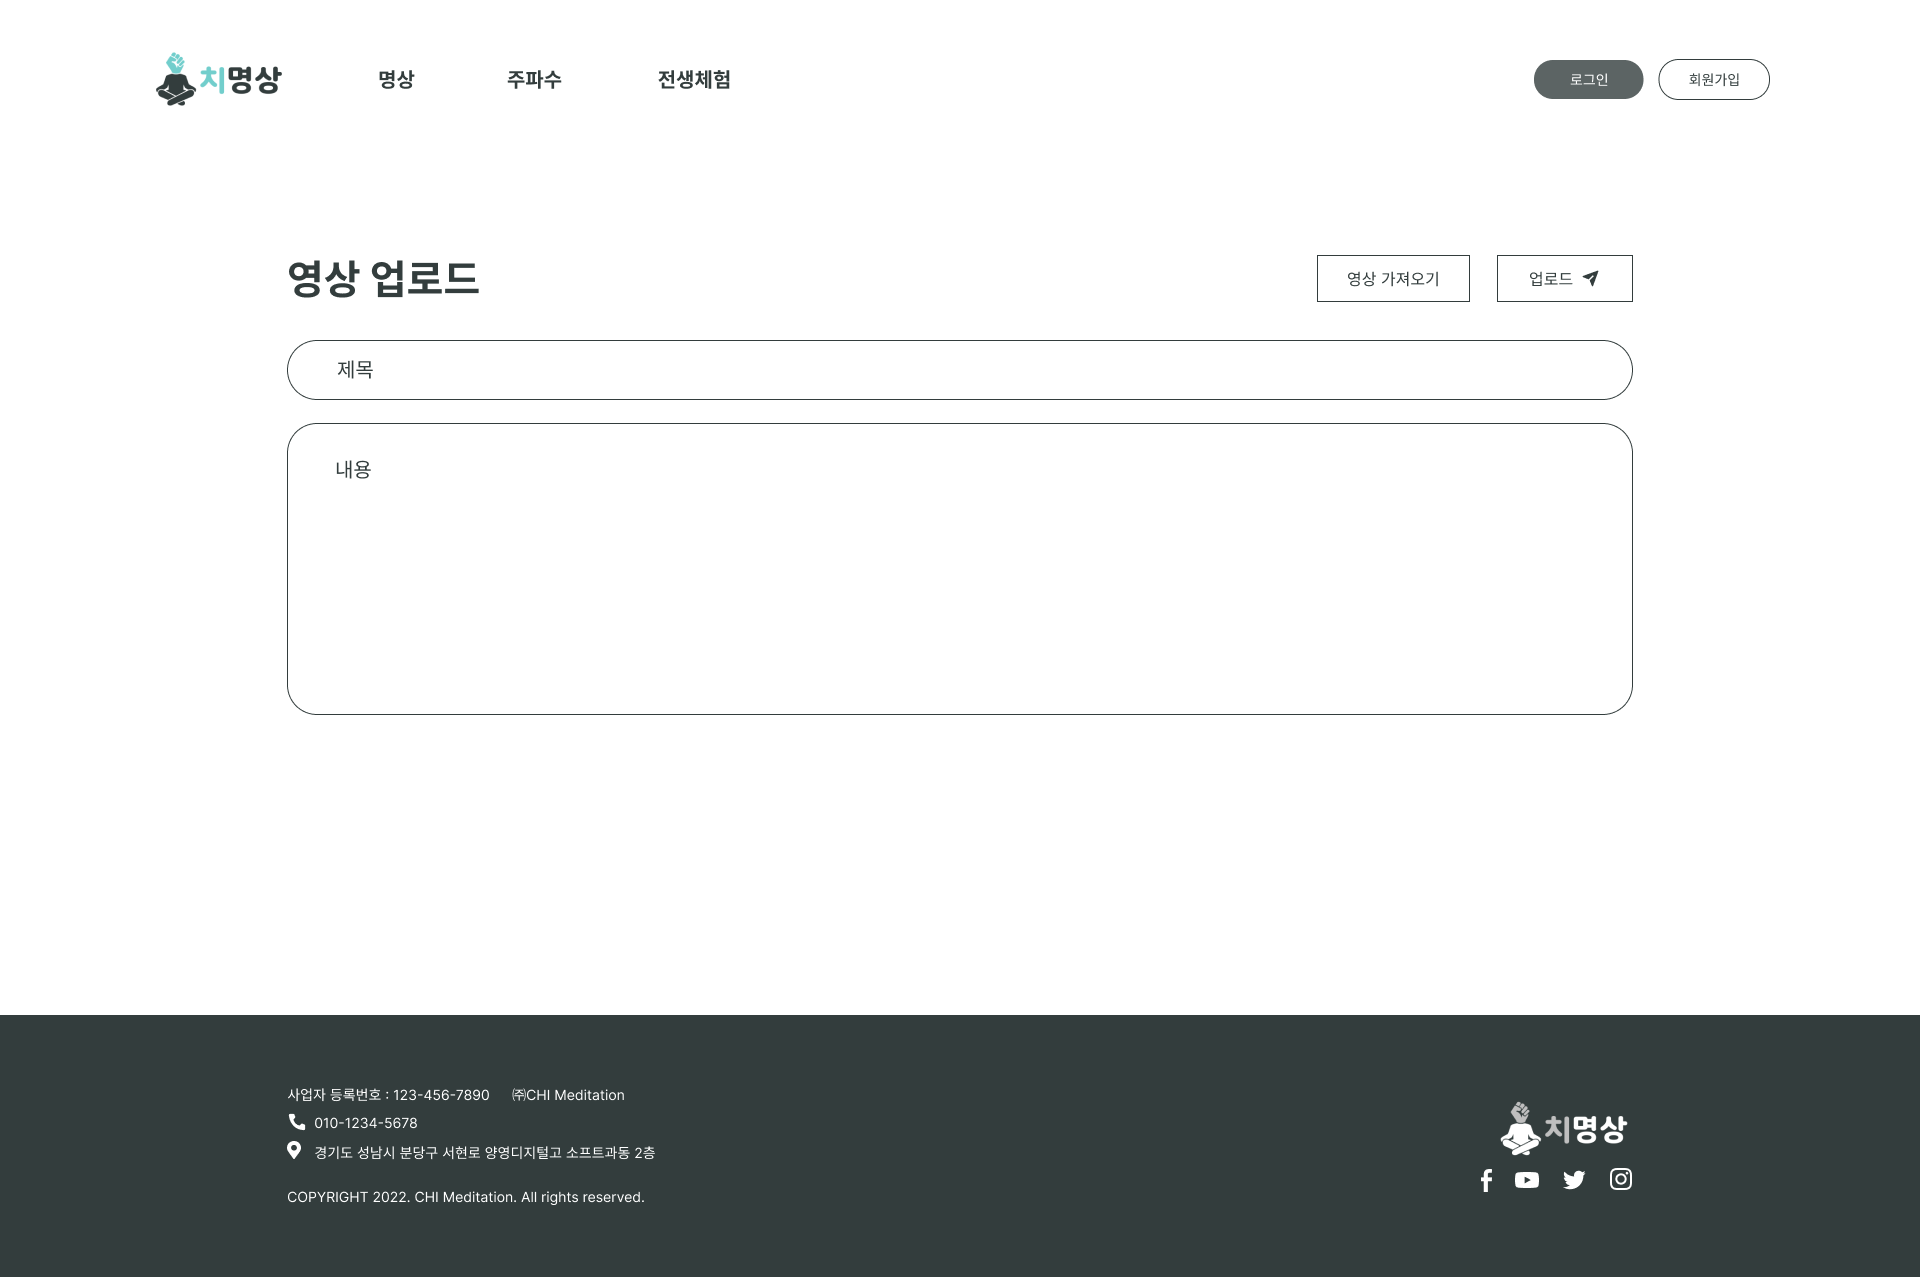 치명상
명상
주파수
전생체험
로그인
회원가입
영상 업로드
영상 가져오기
업로드
제목
내용
사업자 등록번호 : 123-456-7890 ㈜CHI Meditation
010-1234-5678
경기도 성남시 분당구 서현로 양영디지털고 소프트과동 2층
COPYRIGHT 2022. CHI Meditation. All rights reserved.
치명상